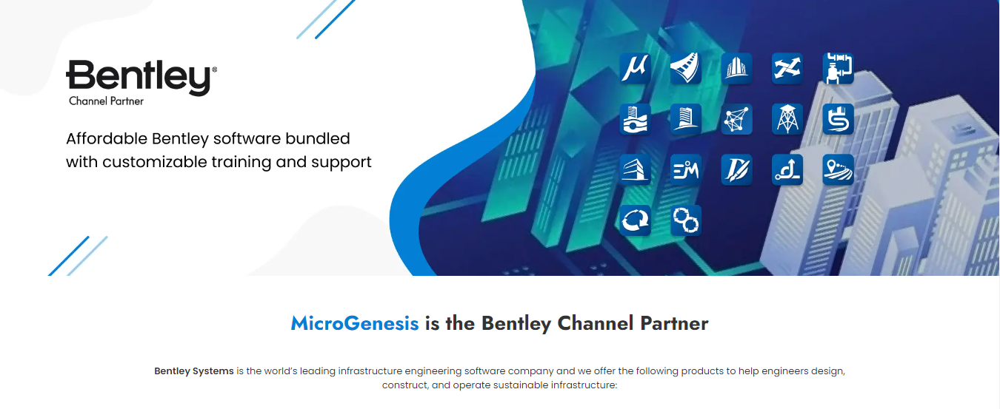 Bentley®
Channel Partner
Affordable Bentley software bundled
with customizable training and support
MicroGenesis is the Bentley Channel Partner
Bentley Systems is the world’s leading infrastructure engineering software company and we offer the following products to help engineers design,
construct, and operate sustainable infrastructure: